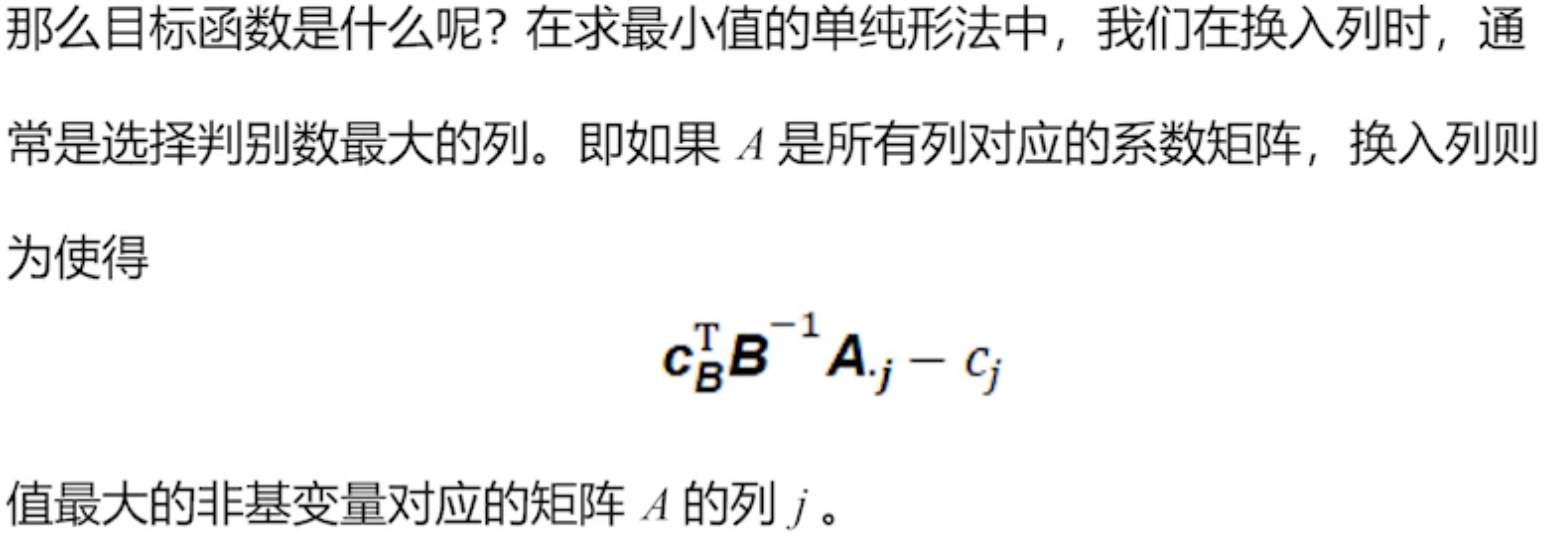 那么目标函数是什么呢？在求最小值的单纯形法中，我们在换入列时，通
常是选择判别数最大的列。即如果 A 是所有列对应的系数矩阵，换入列则
为使得
$\boldsymbol{c}_{\boldsymbol{B}}^{\mathrm{T}} \boldsymbol{B}^{-1} \boldsymbol{A}_{\cdot j} - c_j$
值最大的非基变量对应的矩阵 A 的列 j 。